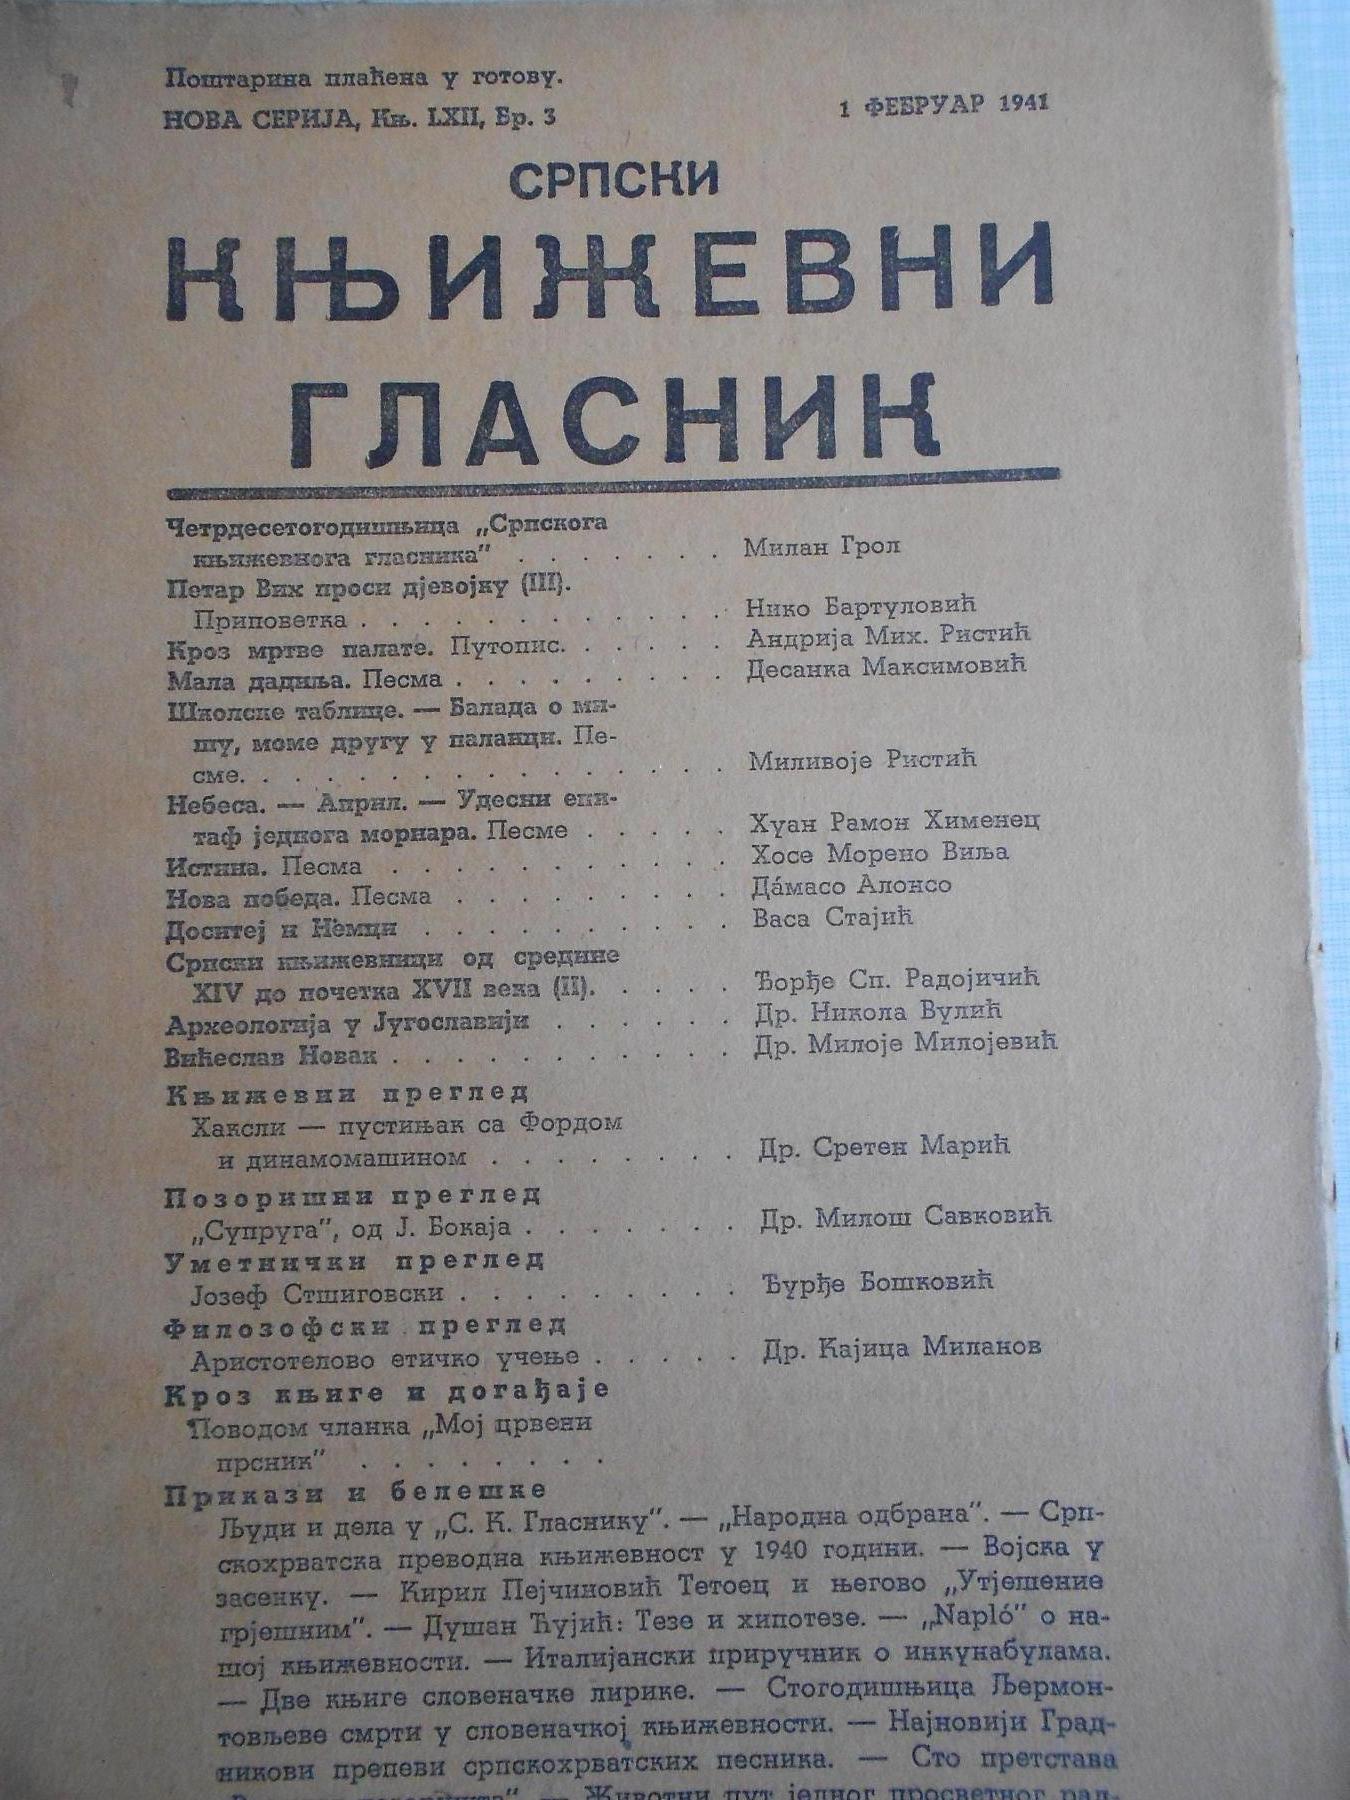 Поштарина плаћена у готову.
НОВА СЕРИЈА, Књ. LXII, Бр. 3
1 ФЕБРУАР 1941
СРПСКИ
КЊИЖЕВНИ
ГЛАСНИК
Четрдесетогодишњица „Српскога
књижевнога гласника" . . . . . . . Милан Грол
Петар Вих проси дјевојку (III).
Приповетка . . . . . . . . . . . . . Нико Бартуловић
Кроз мртве палате. Путопис. . . . . . Андрија Мих. Ристић
Мала дадиља. Песма . . . . . . . . . Десанка Максимовић
Школске таблице. — Балада о ми-
шу, моме другу у паланци. Пе-
сме. . . . . . . . . . . . . . . . Миливоје Ристић
Небеса. — Април. — Удесни епи-
таф једнога морнара. Песме . . . . . Хуан Рамон Хименец
Истина. Песма . . . . . . . . . . . Хосе Морено Виља
Нова победа. Песма . . . . . . . . . Да́масо Алонсо
Доситеј и Немци . . . . . . . . . . Васа Стајић
Српски књижевници од средине
XIV до почетка XVII века (II). . . . . Ђорђе Сп. Радојичић
Археологија у Југославији . . . . . . Др. Никола Вулић
Вићеслав Новак . . . . . . . . . . . Др. Милоје Милојевић
Књижевни преглед
Хаксли — пустињак са Фордом
и динамомашином . . . . . . . . Др. Сретен Марић
Позоришни преглед
„Супруга", од Ј. Бокаја . . . . . . . Др. Милош Савковић
Уметнички преглед
Јозеф Стшиговски . . . . . . . . . Ђурђе Бошковић
Филозофски преглед
Аристотелово етичко учење . . . . . Др. Кајица Миланов
Кроз књиге и догађаје
Поводом чланка „Мој црвени
прсник" . . . . . . . .
Прикази и белешке
Људи и дела у „С. К. Гласнику". — „Народна одбрана". — Срп-
скохрватска преводна књижевност у 1940 години. — Војска у
засенку. — Кирил Пејчиновић Тетоец и његово „Утјешение
грјешним". — Душан Ћујић: Тезе и хипотезе. — „Napló" о на-
шој књижевности. — Италијански приручник о инкунабулама.
— Две књиге словеначке лирике. — Стогодишњица Љермон-
товљеве смрти у словеначкој књижевности. — Најновији Град-
никови препеви српскохрватских песника. — Сто претстава
— Животни пут једног просветног рад-